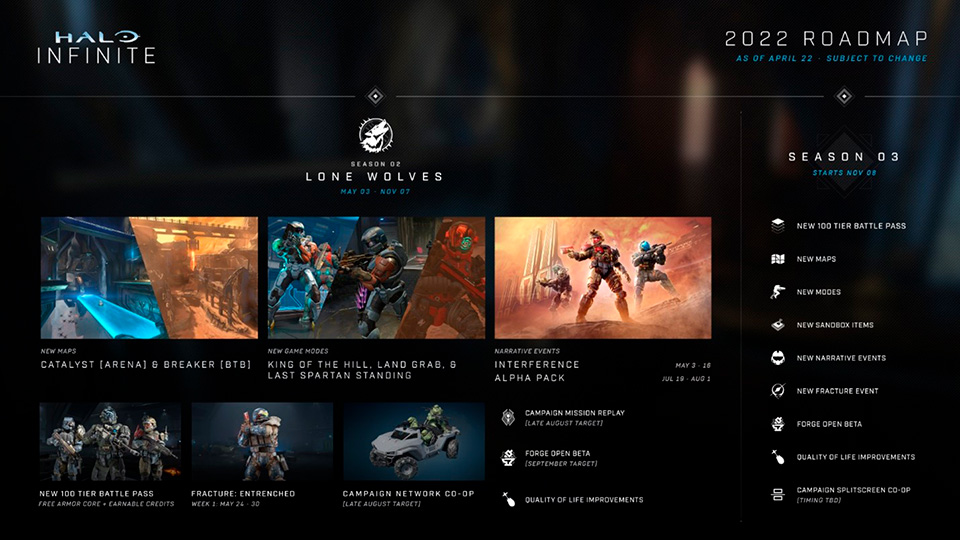 HALO
INFINITE
2022 ROADMAP
AS OF APRIL 22 · SUBJECT TO CHANGE
SEASON 02
LONE WOLVES
MAY 03 - NOV 07
NEW MAPS
CATALYST [ARENA] & BREAKER [BTB]
NEW GAME MODES
KING OF THE HILL, LAND GRAB, &
LAST SPARTAN STANDING
NARRATIVE EVENTS
INTERFERENCE MAY 3 - 16
ALPHA PACK JUL 19 - AUG 1
NEW 100 TIER BATTLE PASS
FREE ARMOR CORE + EARNABLE CREDITS
FRACTURE: ENTRENCHED
WEEK 1: MAY 24 - 30
CAMPAIGN NETWORK CO-OP
[LATE AUGUST TARGET]
CAMPAIGN MISSION REPLAY
[LATE AUGUST TARGET]
FORGE OPEN BETA
[SEPTEMBER TARGET]
QUALITY OF LIFE IMPROVEMENTS
SEASON 03
STARTS NOV 08
NEW 100 TIER BATTLE PASS
NEW MAPS
NEW MODES
NEW SANDBOX ITEMS
NEW NARRATIVE EVENTS
NEW FRACTURE EVENT
FORGE OPEN BETA
QUALITY OF LIFE IMPROVEMENTS
CAMPAIGN SPLITSCREEN CO-OP
[TIMING TBD]